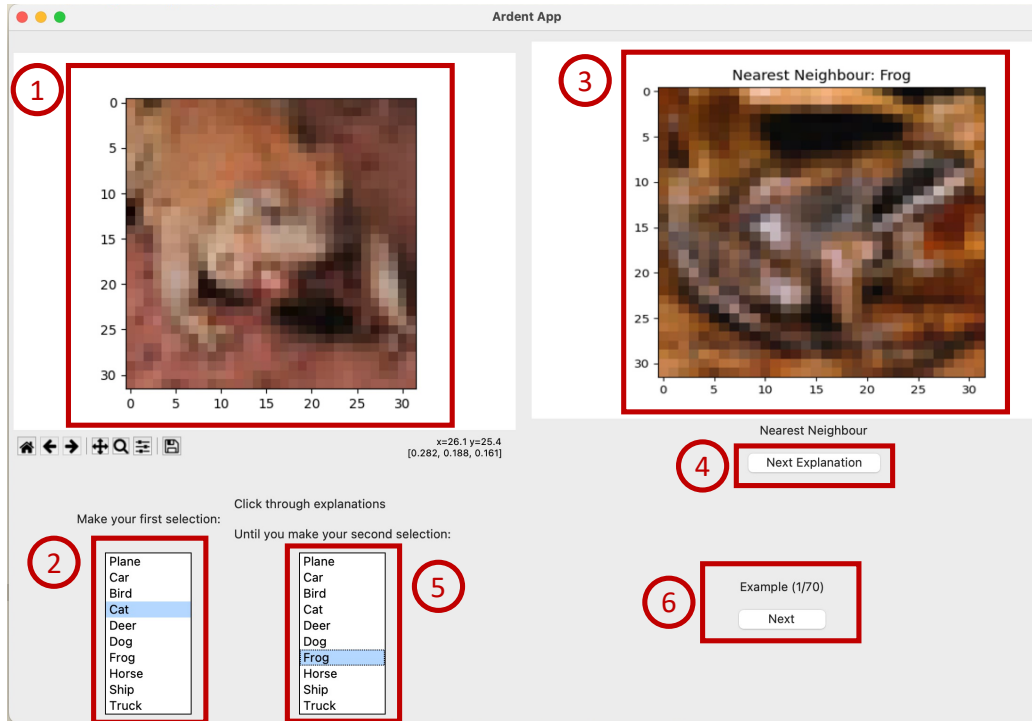 Ardent App
1
0
5
10
15
20
25
30
0 5 10 15 20 25 30
x=26.1 y=25.4
[0.282, 0.188, 0.161]
3
Nearest Neighbour: Frog
0
5
10
15
20
25
30
0 5 10 15 20 25 30
Nearest Neighbour
4
Next Explanation
Make your first selection:
2
Plane
Car
Bird
Cat
Deer
Dog
Frog
Horse
Ship
Truck
Click through explanations
Until you make your second selection:
Plane
Car
Bird
Cat
Deer
Dog
Frog
Horse
Ship
Truck
5
6
Example (1/70)
Next